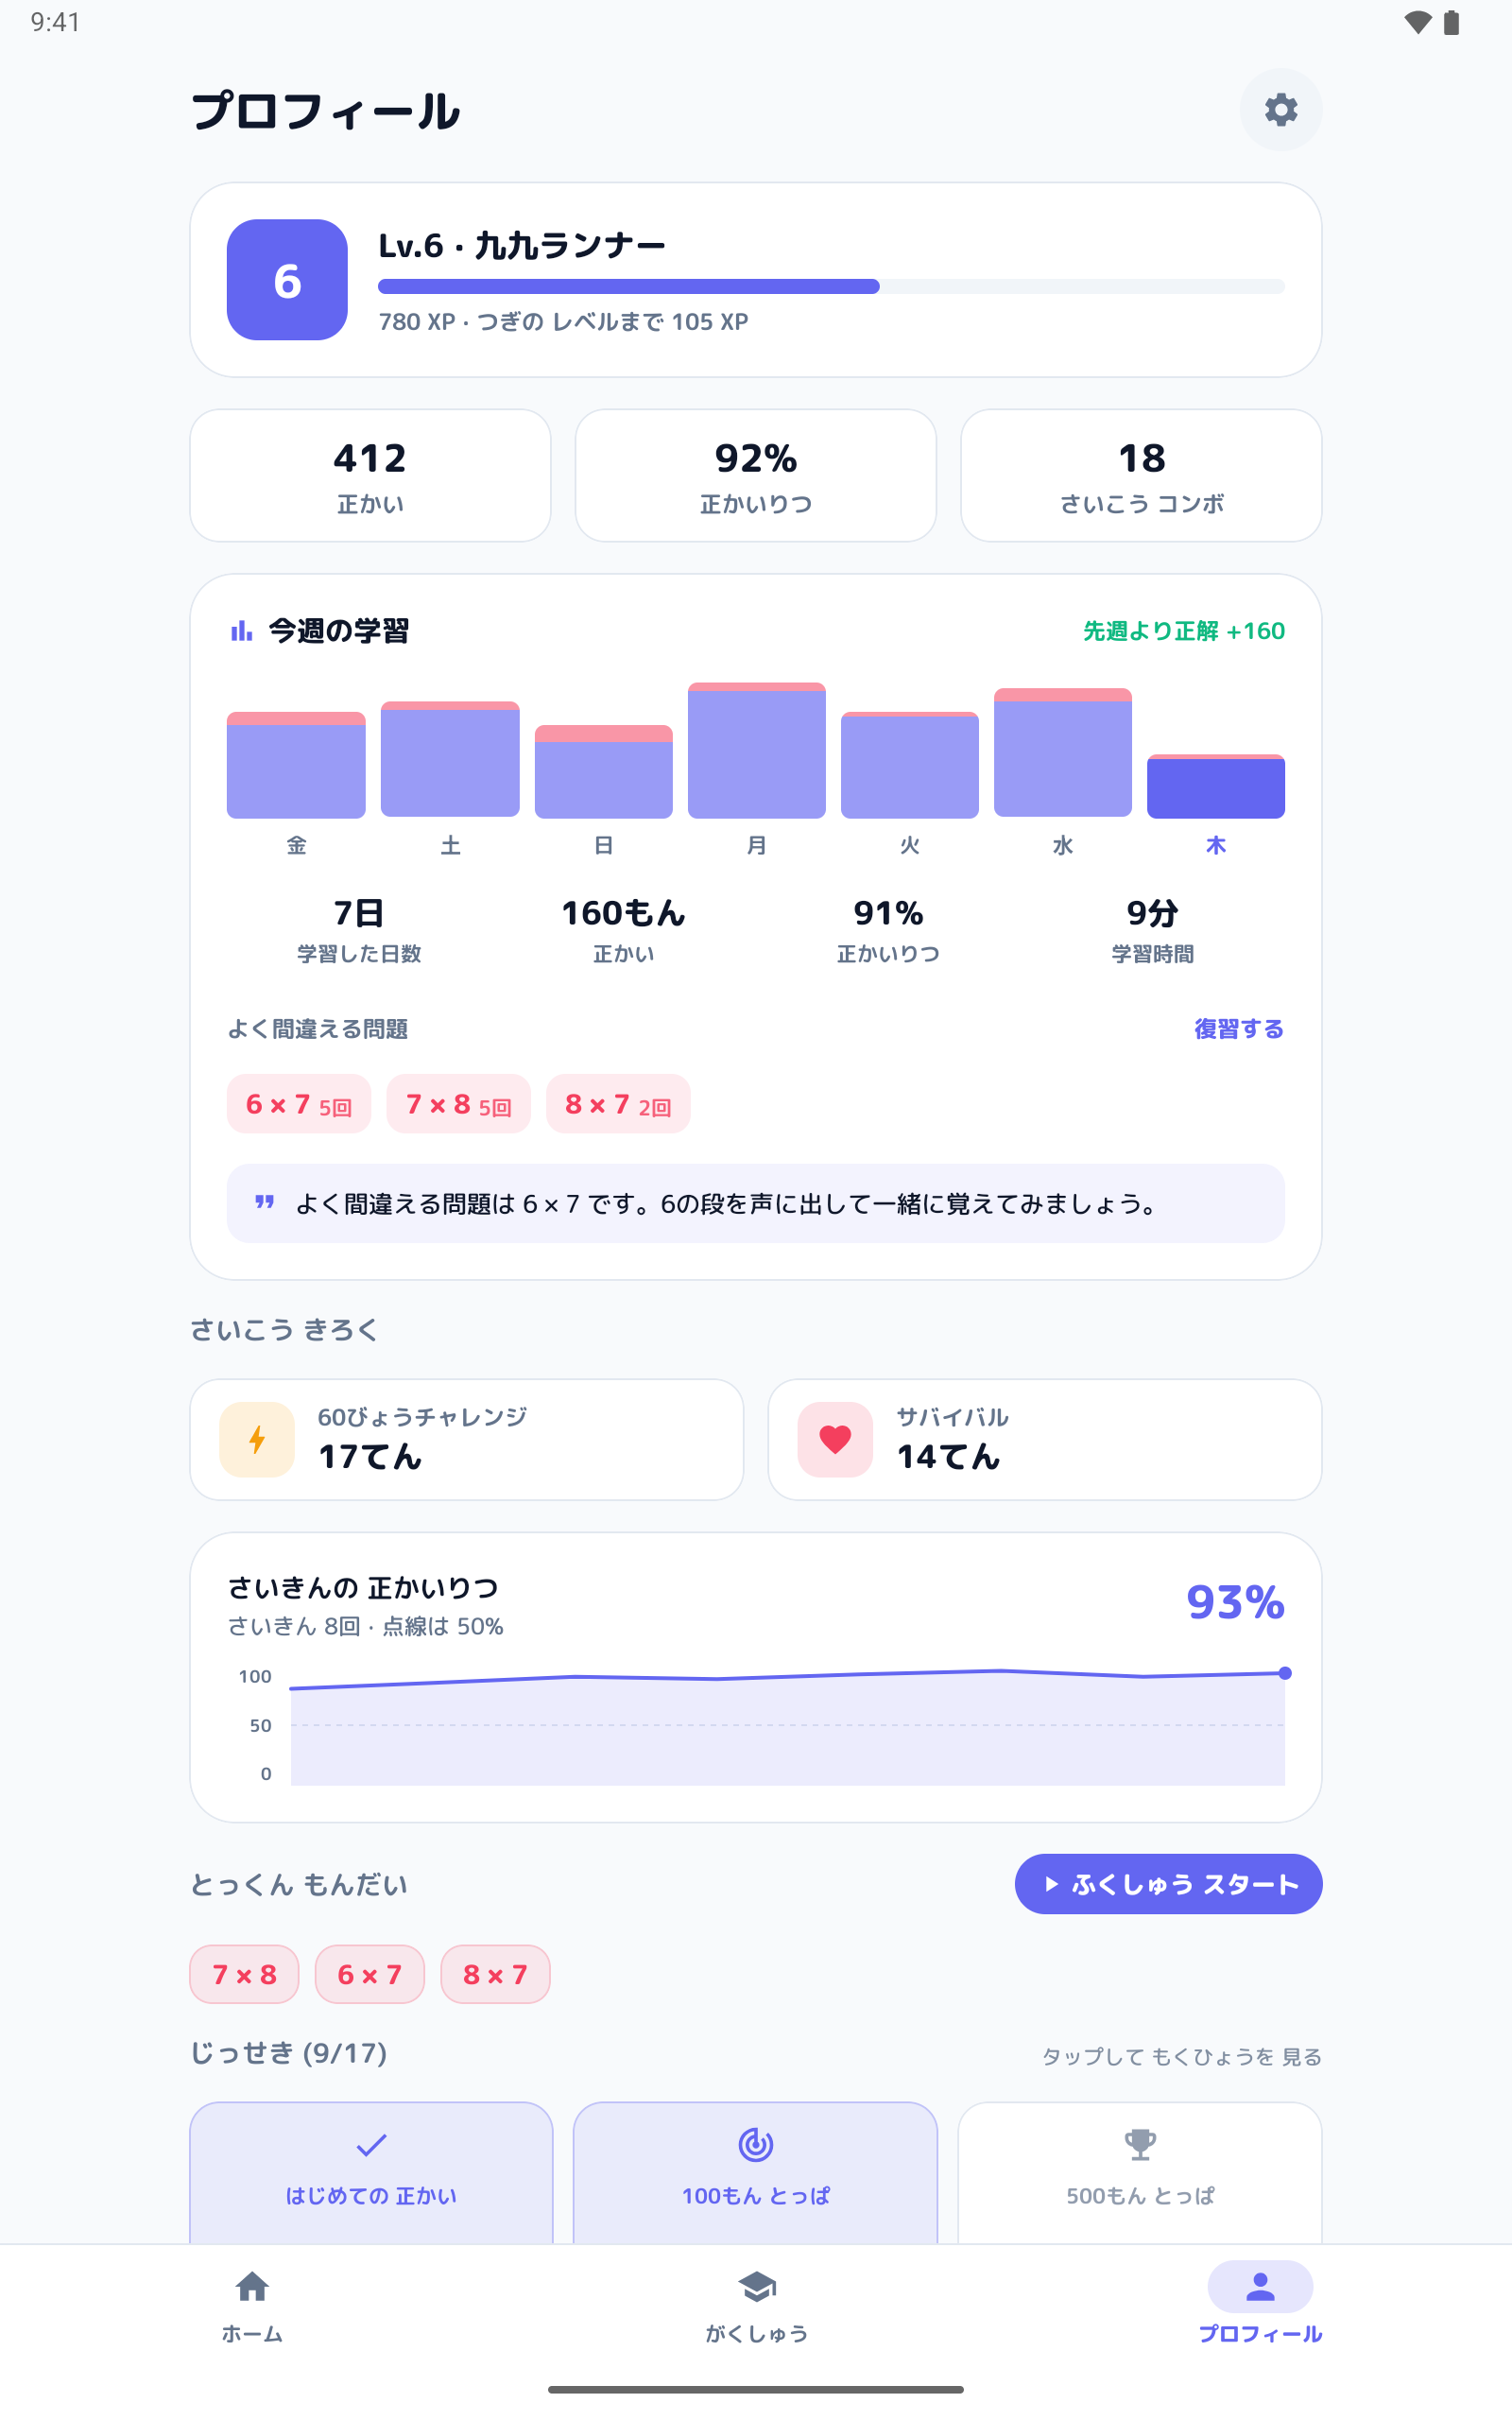 9:41
プロフィール
6
Lv.6 · 九九ランナー
780 XP · つぎの レベルまで 105 XP
412
正かい
92%
正かいりつ
18
さいこう コンボ
今週の学習
先週より正解 +160
金 土 日 月 火 水 木
7日 160もん 91% 9分
学習した日数 正かい 正かいりつ 学習時間
よく間違える問題
復習する
6 × 7 5回
7 × 8 5回
8 × 7 2回
よく間違える問題は 6 × 7 です。6の段を声に出して一緒に覚えてみましょう。
さいこう きろく
60びょうチャレンジ
17てん
サバイバル
14てん
さいきんの 正かいりつ
さいきん 8回 · 点線は 50%
93%
100
50
0
とっくん もんだい
ふくしゅう スタート
7 × 8
6 × 7
8 × 7
じっせき (9/17)
タップして もくひょうを 見る
はじめての 正かい
100もん とっぱ
500もん とっぱ
ホーム
がくしゅう
プロフィール